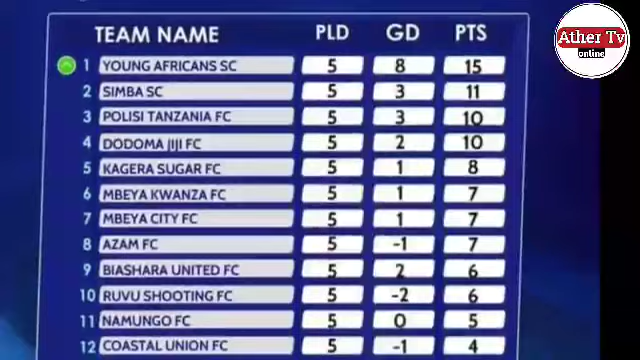 TEAM NAME PLD GD PTS
1 YOUNG AFRICANS SC 5 8 15
2 SIMBA SC 5 3 11
3 POLISI TANZANIA FC 5 3 10
4 DODOMA JIJI FC 5 2 10
5 KAGERA SUGAR FC 5 1 8
6 MBEYA KWANZA FC 5 1 7
7 MBEYA CITY FC 5 1 7
8 AZAM FC 5 -1 7
9 BIASHARA UNITED FC 5 2 6
10 RUVU SHOOTING FC 5 -2 6
11 NAMUNGO FC 5 0 5
12 COASTAL UNION FC 5 -1 4
Ather Tv
online